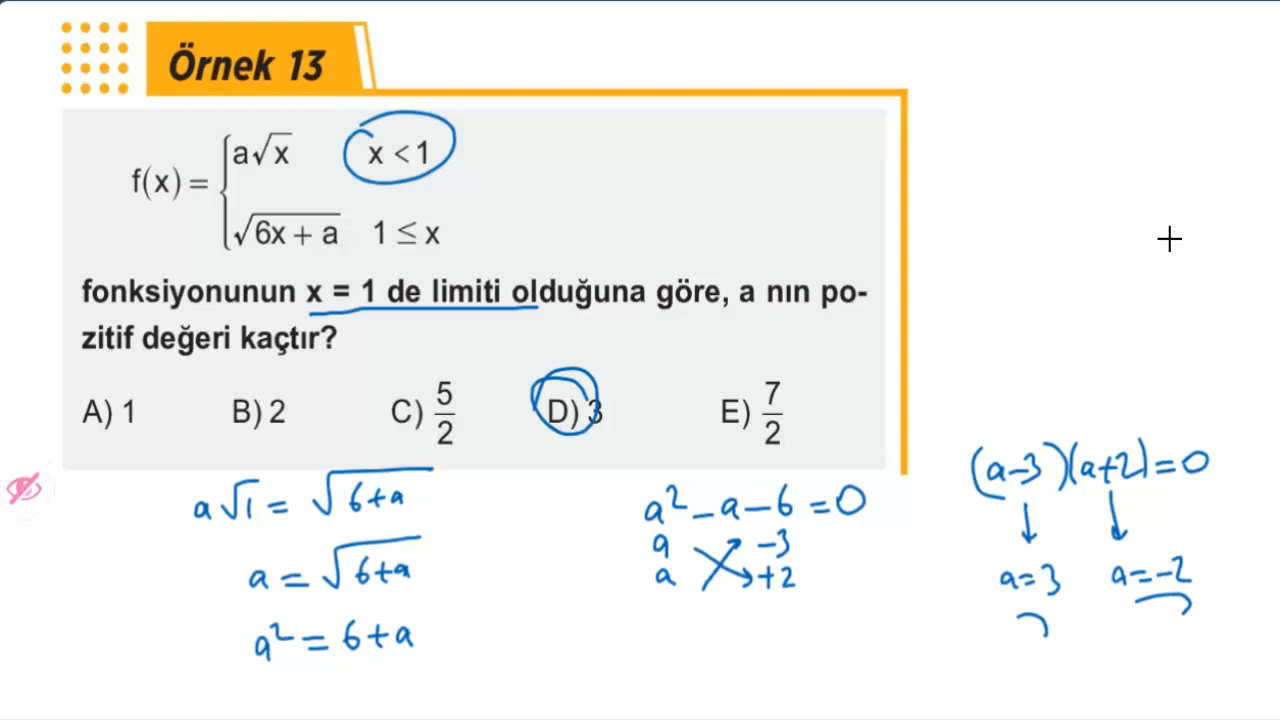 Örnek 13
f(x) = { a√x x < 1
√(6x + a) 1 ≤ x
fonksiyonunun x = 1 de limiti olduğuna göre, a nın po-
zitif değeri kaçtır?
A) 1 B) 2 C) 5/2 D) 3 E) 7/2
a√1 = √(6+a)
a = √(6+a)
a² = 6+a
a² - a - 6 = 0
a -3
a +2
(a-3)(a+2)=0
a=3 a=-2